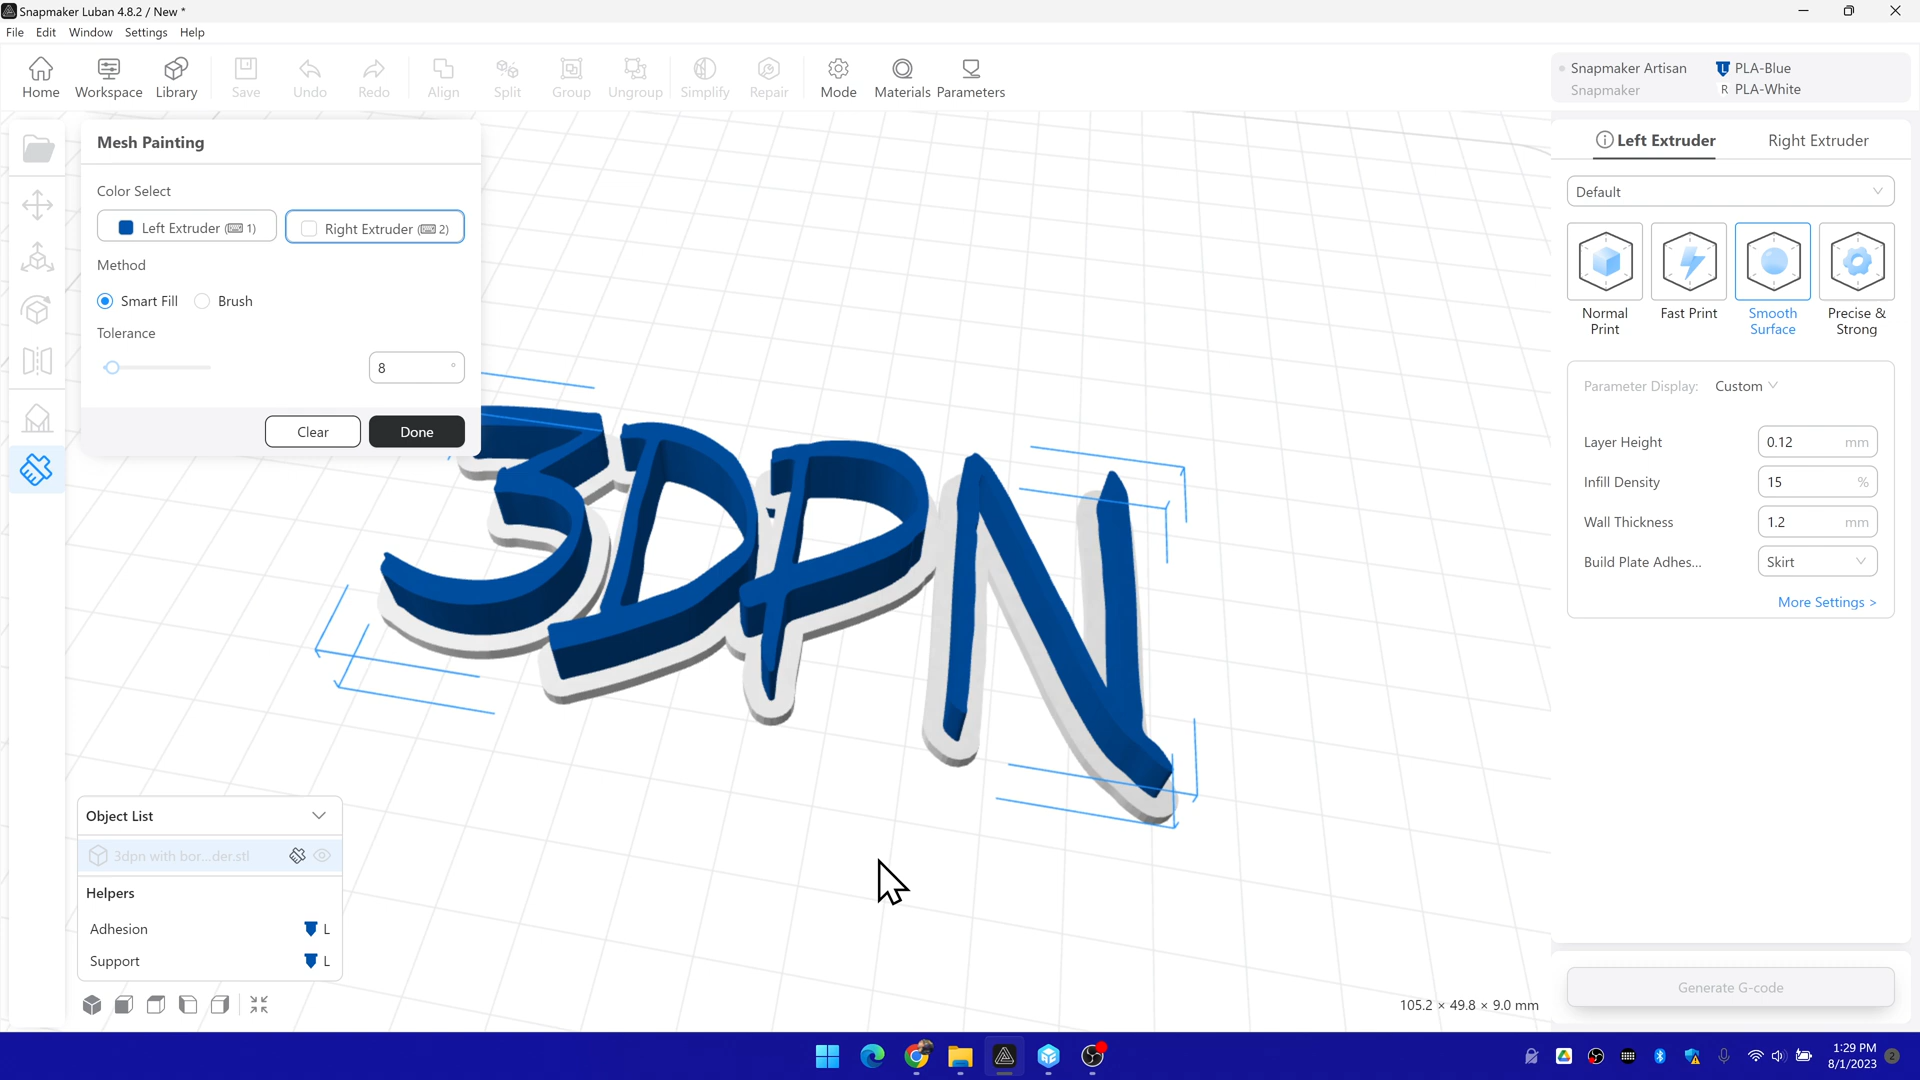 Snapmaker Luban 4.8.2 / New *
File Edit Window Settings Help
Home Workspace Library Save Undo Redo Align Split Group Ungroup Simplify Repair Mode Materials Parameters
Snapmaker Artisan
Snapmaker
L PLA-Blue
R PLA-White
Mesh Painting
Color Select
Left Extruder ( 1) Right Extruder ( 2)
Method
Smart Fill Brush
Tolerance
8 °
Clear Done
3DPN
Object List
3dpn with bor...der.stl
Helpers
Adhesion L
Support L
105.2 × 49.8 × 9.0 mm
Left Extruder Right Extruder
Default
Normal Print
Fast Print
Smooth Surface
Precise & Strong
Parameter Display: Custom
Layer Height 0.12 mm
Infill Density 15 %
Wall Thickness 1.2 mm
Build Plate Adhes... Skirt
More Settings >
Generate G-code
1:29 PM
8/1/2023
2